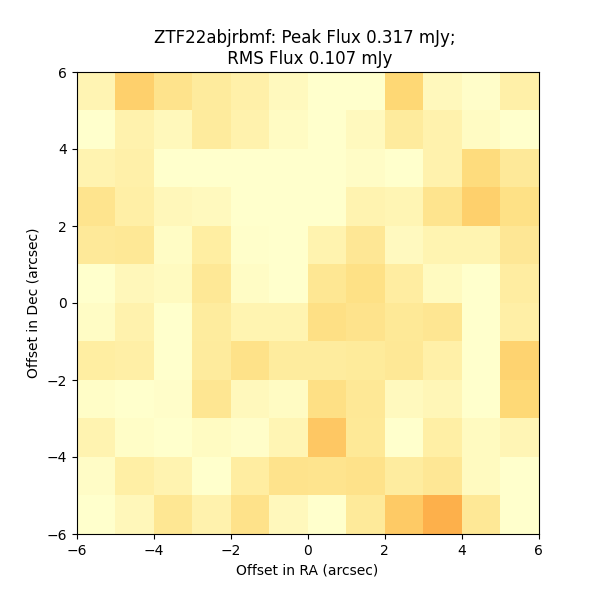 ZTF22abjrbmf: Peak Flux 0.317 mJy;
RMS Flux 0.107 mJy
6
4
2
0
−2
−4
−6
Offset in Dec (arcsec)
−6 −4 −2 0 2 4 6
Offset in RA (arcsec)